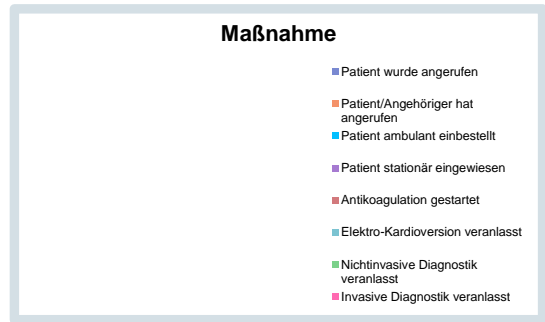 Maßnahme
Patient wurde angerufen
Patient/Angehöriger hat
angerufen
Patient ambulant einbestellt
Patient stationär eingewiesen
Antikoagulation gestartet
Elektro-Kardioversion veranlasst
Nichtinvasive Diagnostik
veranlasst
Invasive Diagnostik veranlasst